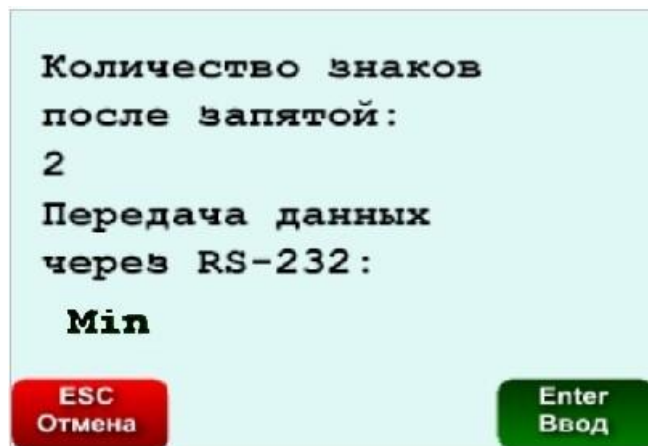 Количество знаков
после запятой:
2
Передача данных
через RS-232:
Min
ESC
Отмена
Enter
Ввод